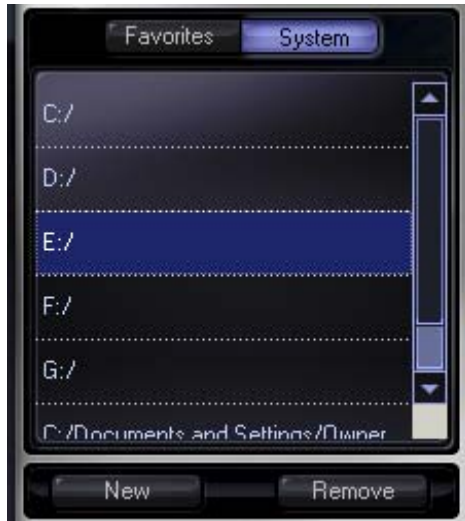 Favorites System
C:/
D:/
E:/
F:/
G:/
C:/Documents and Settings/Owner
New Remove